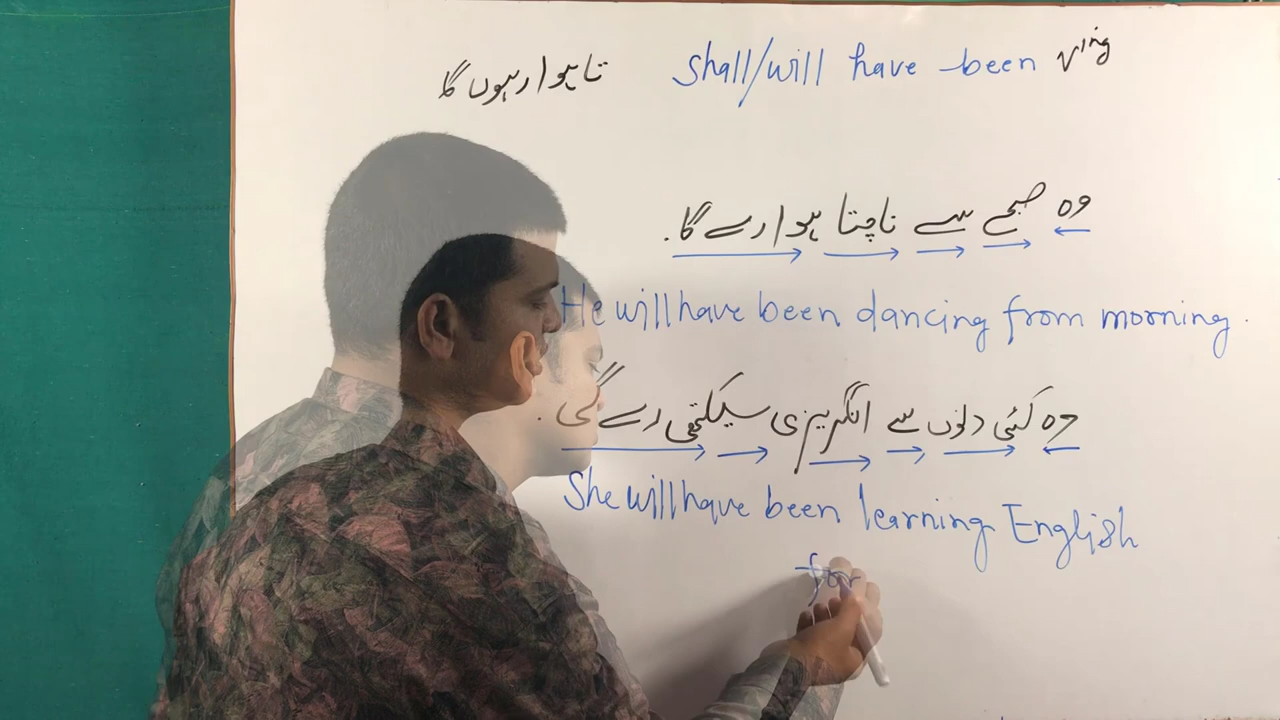 تا ہوا رہوں گا shall/will have been v ing
وہ صبح سے ناچتا ہوا رہے گا۔
He will have been dancing from morning.
وہ کئی دنوں سے انگریزی سیکھتی رہے گی۔
She will have been learning English
for